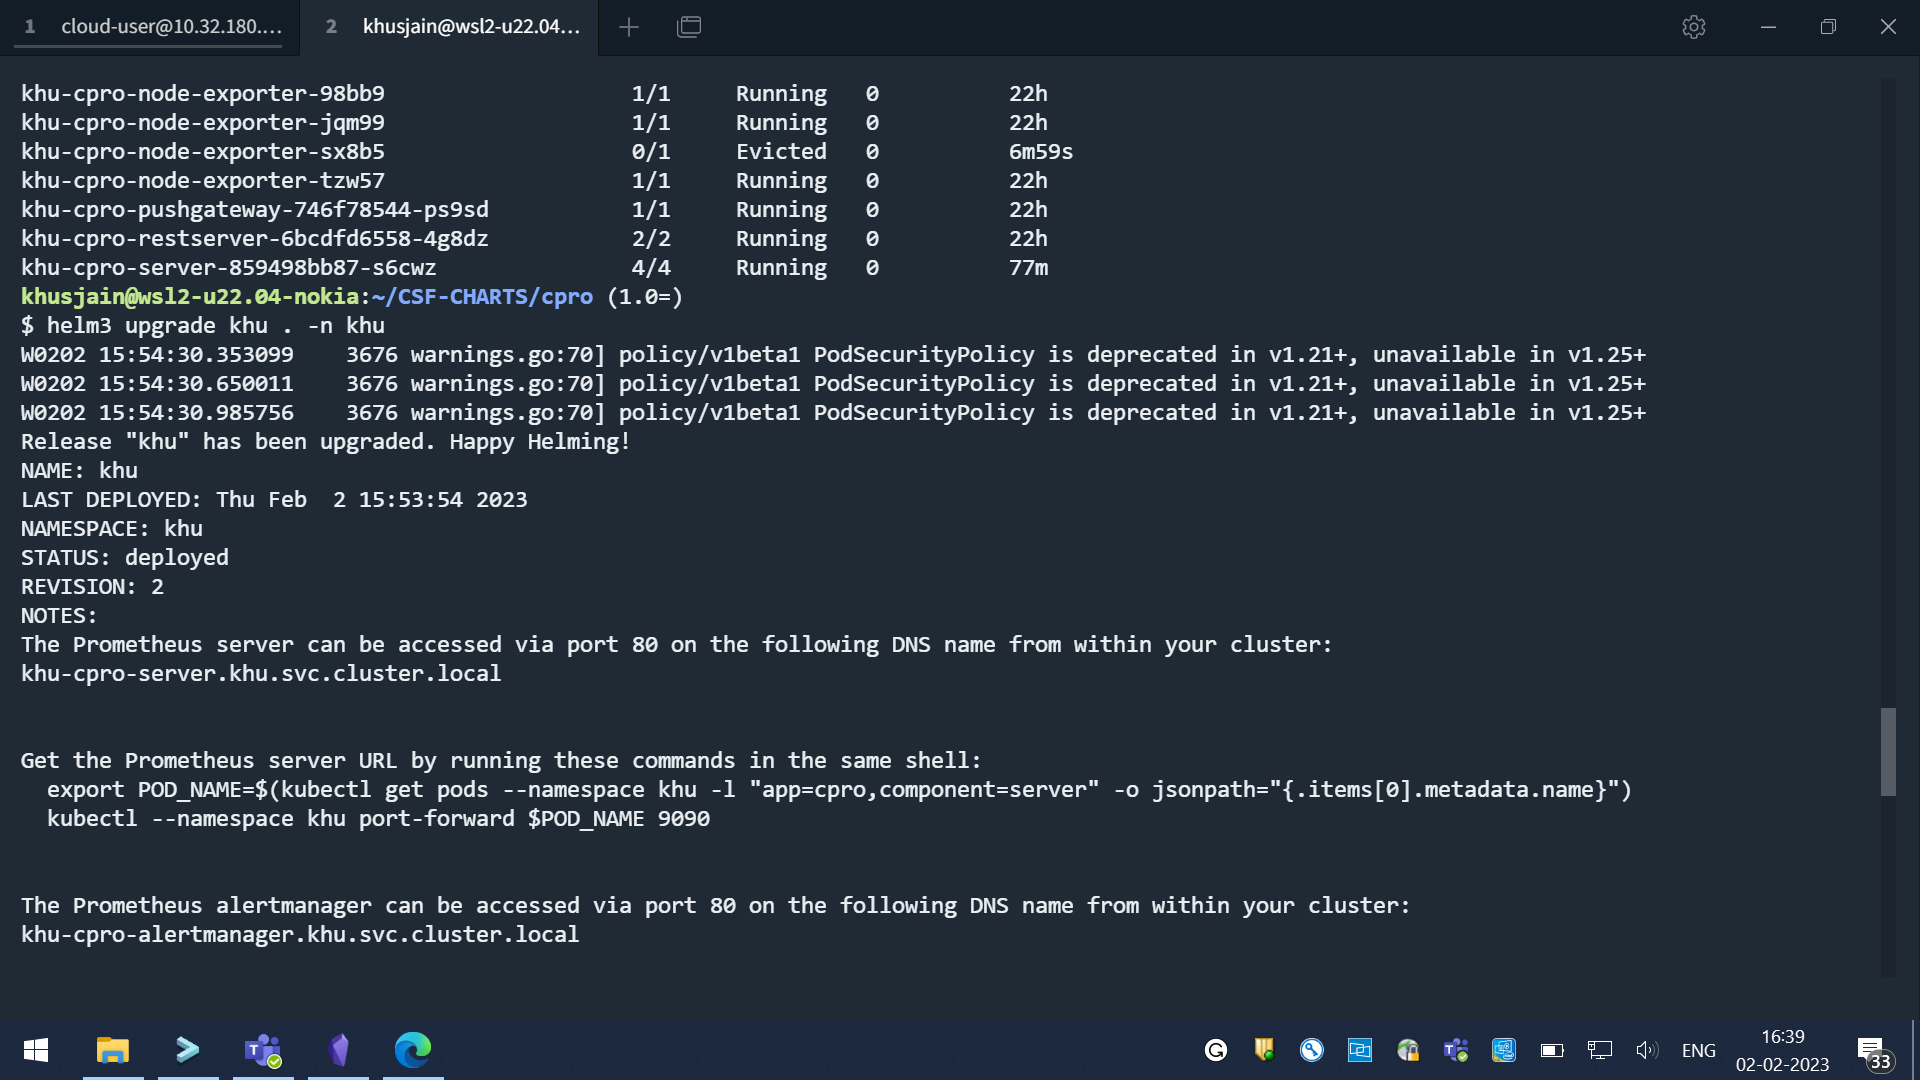 1 cloud-user@10.32.180....
2 khusjain@wsl2-u22.04...
khu-cpro-node-exporter-98bb9 1/1 Running 0 22h
khu-cpro-node-exporter-jqm99 1/1 Running 0 22h
khu-cpro-node-exporter-sx8b5 0/1 Evicted 0 6m59s
khu-cpro-node-exporter-tzw57 1/1 Running 0 22h
khu-cpro-pushgateway-746f78544-ps9sd 1/1 Running 0 22h
khu-cpro-restserver-6bcdfd6558-4g8dz 2/2 Running 0 22h
khu-cpro-server-859498bb87-s6cwz 4/4 Running 0 77m
khusjain@wsl2-u22.04-nokia:~/CSF-CHARTS/cpro (1.0=)
$ helm3 upgrade khu . -n khu
W0202 15:54:30.353099 3676 warnings.go:70] policy/v1beta1 PodSecurityPolicy is deprecated in v1.21+, unavailable in v1.25+
W0202 15:54:30.650011 3676 warnings.go:70] policy/v1beta1 PodSecurityPolicy is deprecated in v1.21+, unavailable in v1.25+
W0202 15:54:30.985756 3676 warnings.go:70] policy/v1beta1 PodSecurityPolicy is deprecated in v1.21+, unavailable in v1.25+
Release "khu" has been upgraded. Happy Helming!
NAME: khu
LAST DEPLOYED: Thu Feb  2 15:53:54 2023
NAMESPACE: khu
STATUS: deployed
REVISION: 2
NOTES:
The Prometheus server can be accessed via port 80 on the following DNS name from within your cluster:
khu-cpro-server.khu.svc.cluster.local
Get the Prometheus server URL by running these commands in the same shell:
export POD_NAME=$(kubectl get pods --namespace khu -l "app=cpro,component=server" -o jsonpath="{.items[0].metadata.name}")
kubectl --namespace khu port-forward $POD_NAME 9090
The Prometheus alertmanager can be accessed via port 80 on the following DNS name from within your cluster:
khu-cpro-alertmanager.khu.svc.cluster.local
ENG
16:39
02-02-2023
33